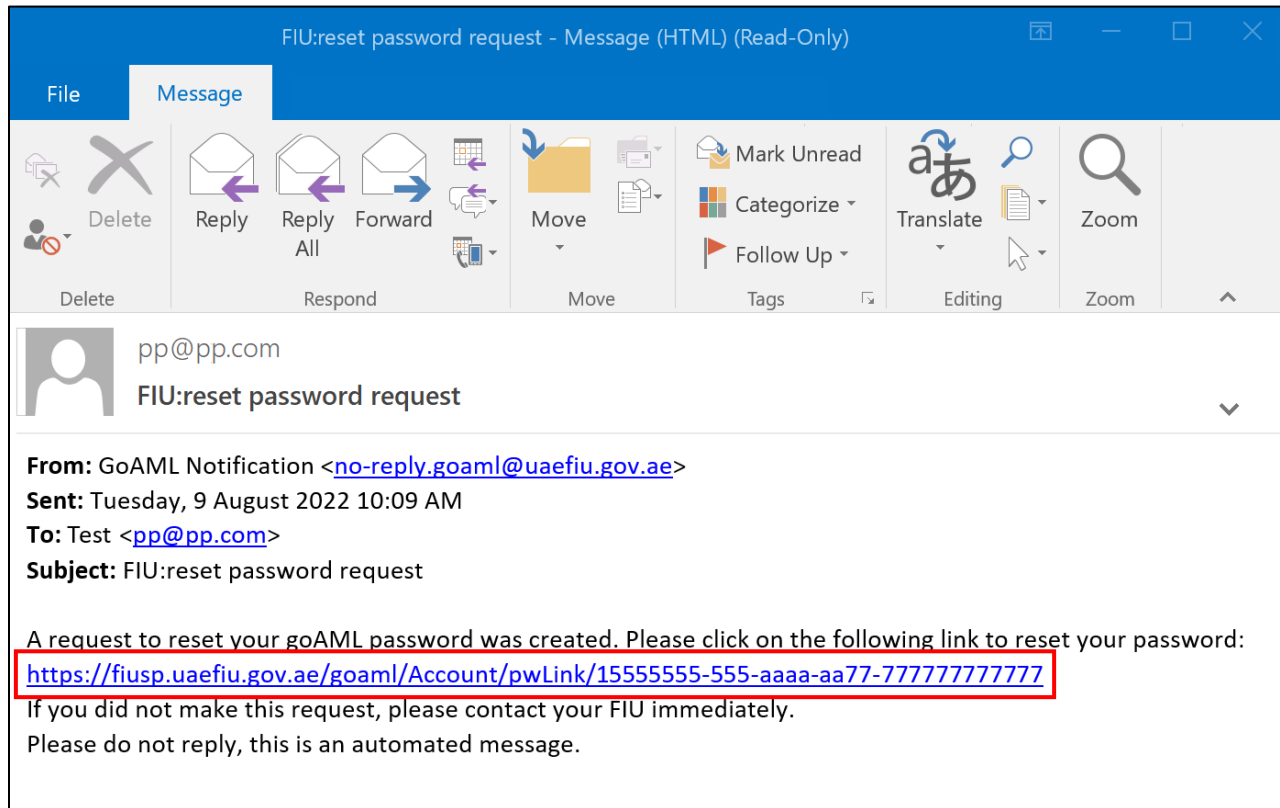 FIU:reset password request - Message (HTML) (Read-Only)
File Message
Delete
Reply
Reply All
Forward
Move
Mark Unread
Categorize
Follow Up
Translate
Zoom
Delete Respond Move Tags Editing Zoom
pp@pp.com
FIU:reset password request
From: GoAML Notification <no-reply.goaml@uaefiu.gov.ae>
Sent: Tuesday, 9 August 2022 10:09 AM
To: Test <pp@pp.com>
Subject: FIU:reset password request
A request to reset your goAML password was created. Please click on the following link to reset your password:
https://fiusp.uaefiu.gov.ae/goaml/Account/pwLink/15555555-555-aaaa-aa77-777777777777
If you did not make this request, please contact your FIU immediately.
Please do not reply, this is an automated message.